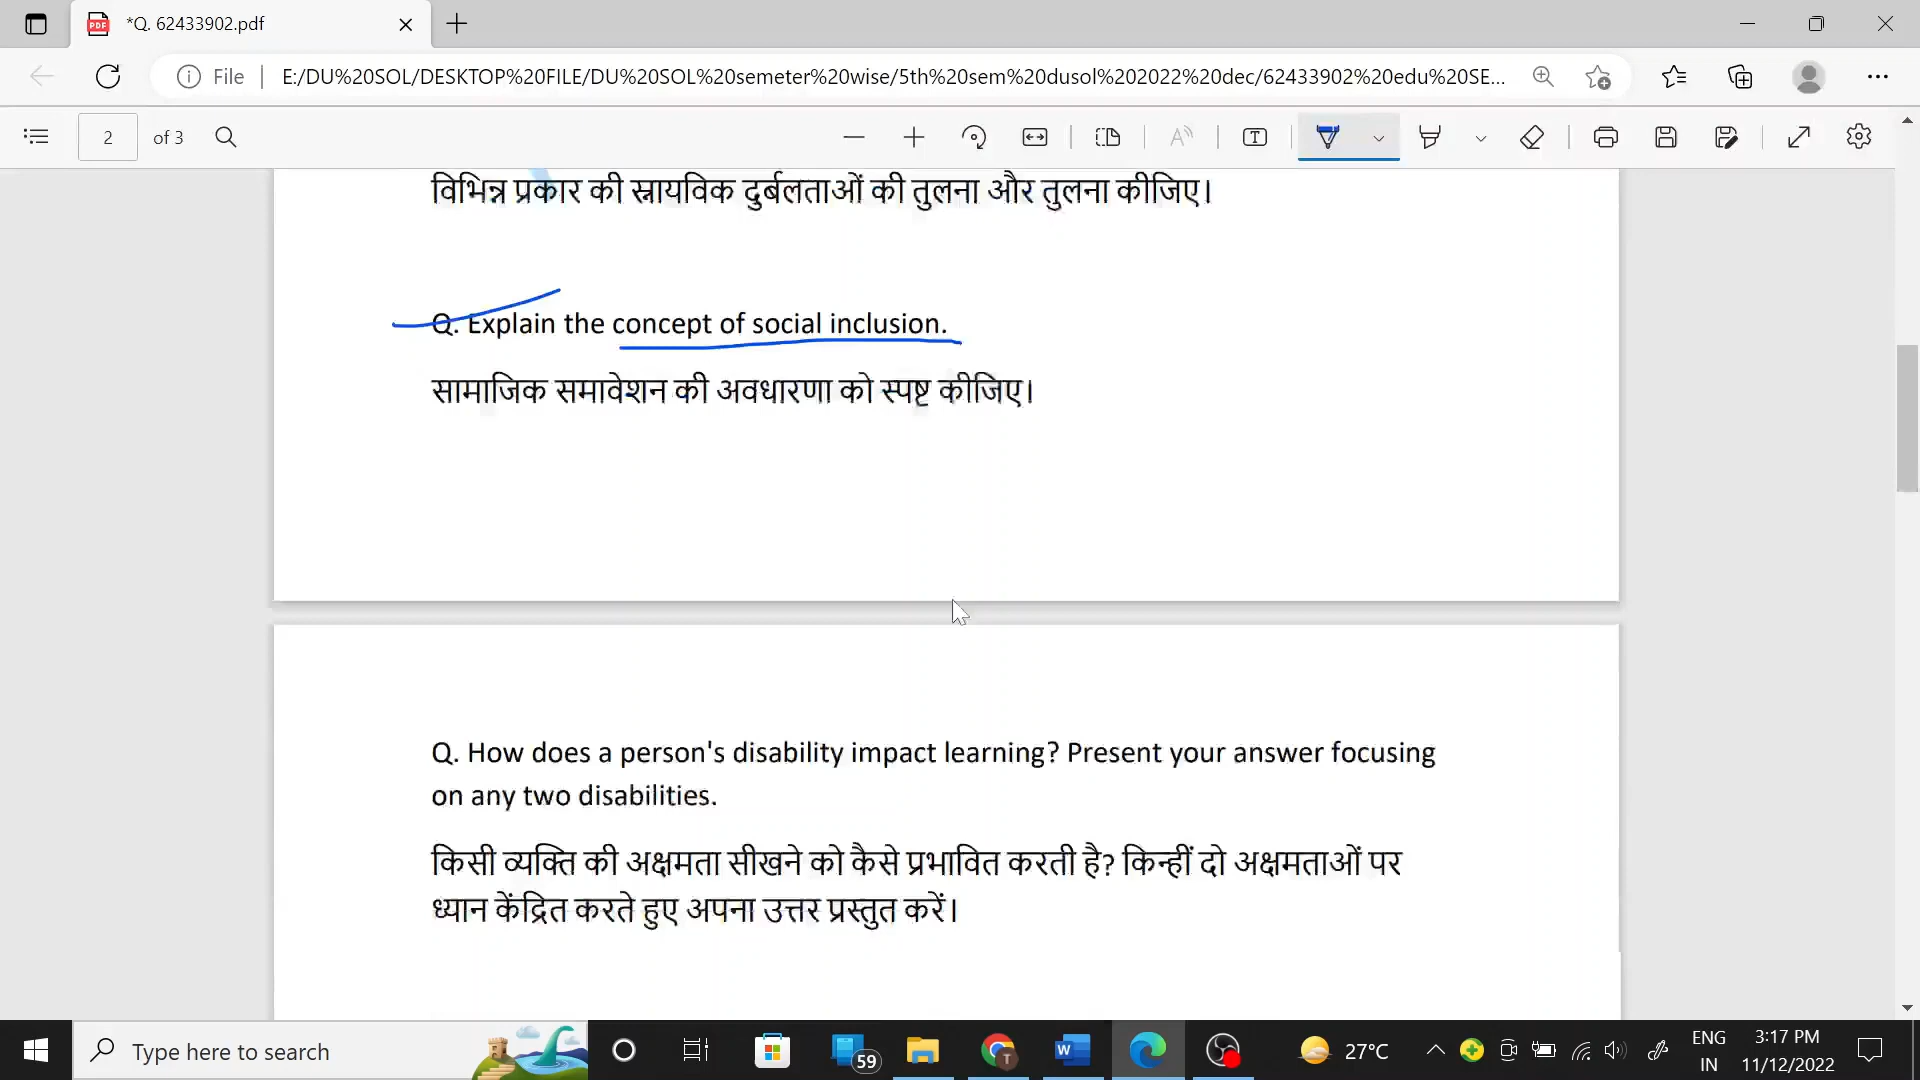 *Q. 62433902.pdf
File
E:/DU%20SOL/DESKTOP%20FILE/DU%20SOL%20semeter%20wise/5th%20sem%20dusol%202022%20dec/62433902%20edu%20SE...
2 of 3
विभिन्न प्रकार की स्नायविक दुर्बलताओं की तुलना और तुलना कीजिए।
Q. Explain the concept of social inclusion.
सामाजिक समावेशन की अवधारणा को स्पष्ट कीजिए।
Q. How does a person's disability impact learning? Present your answer focusing
on any two disabilities.
किसी व्यक्ति की अक्षमता सीखने को कैसे प्रभावित करती है? किन्हीं दो अक्षमताओं पर
ध्यान केंद्रित करते हुए अपना उत्तर प्रस्तुत करें।
Type here to search
59
T
W
27°C
ENG
IN
3:17 PM
11/12/2022